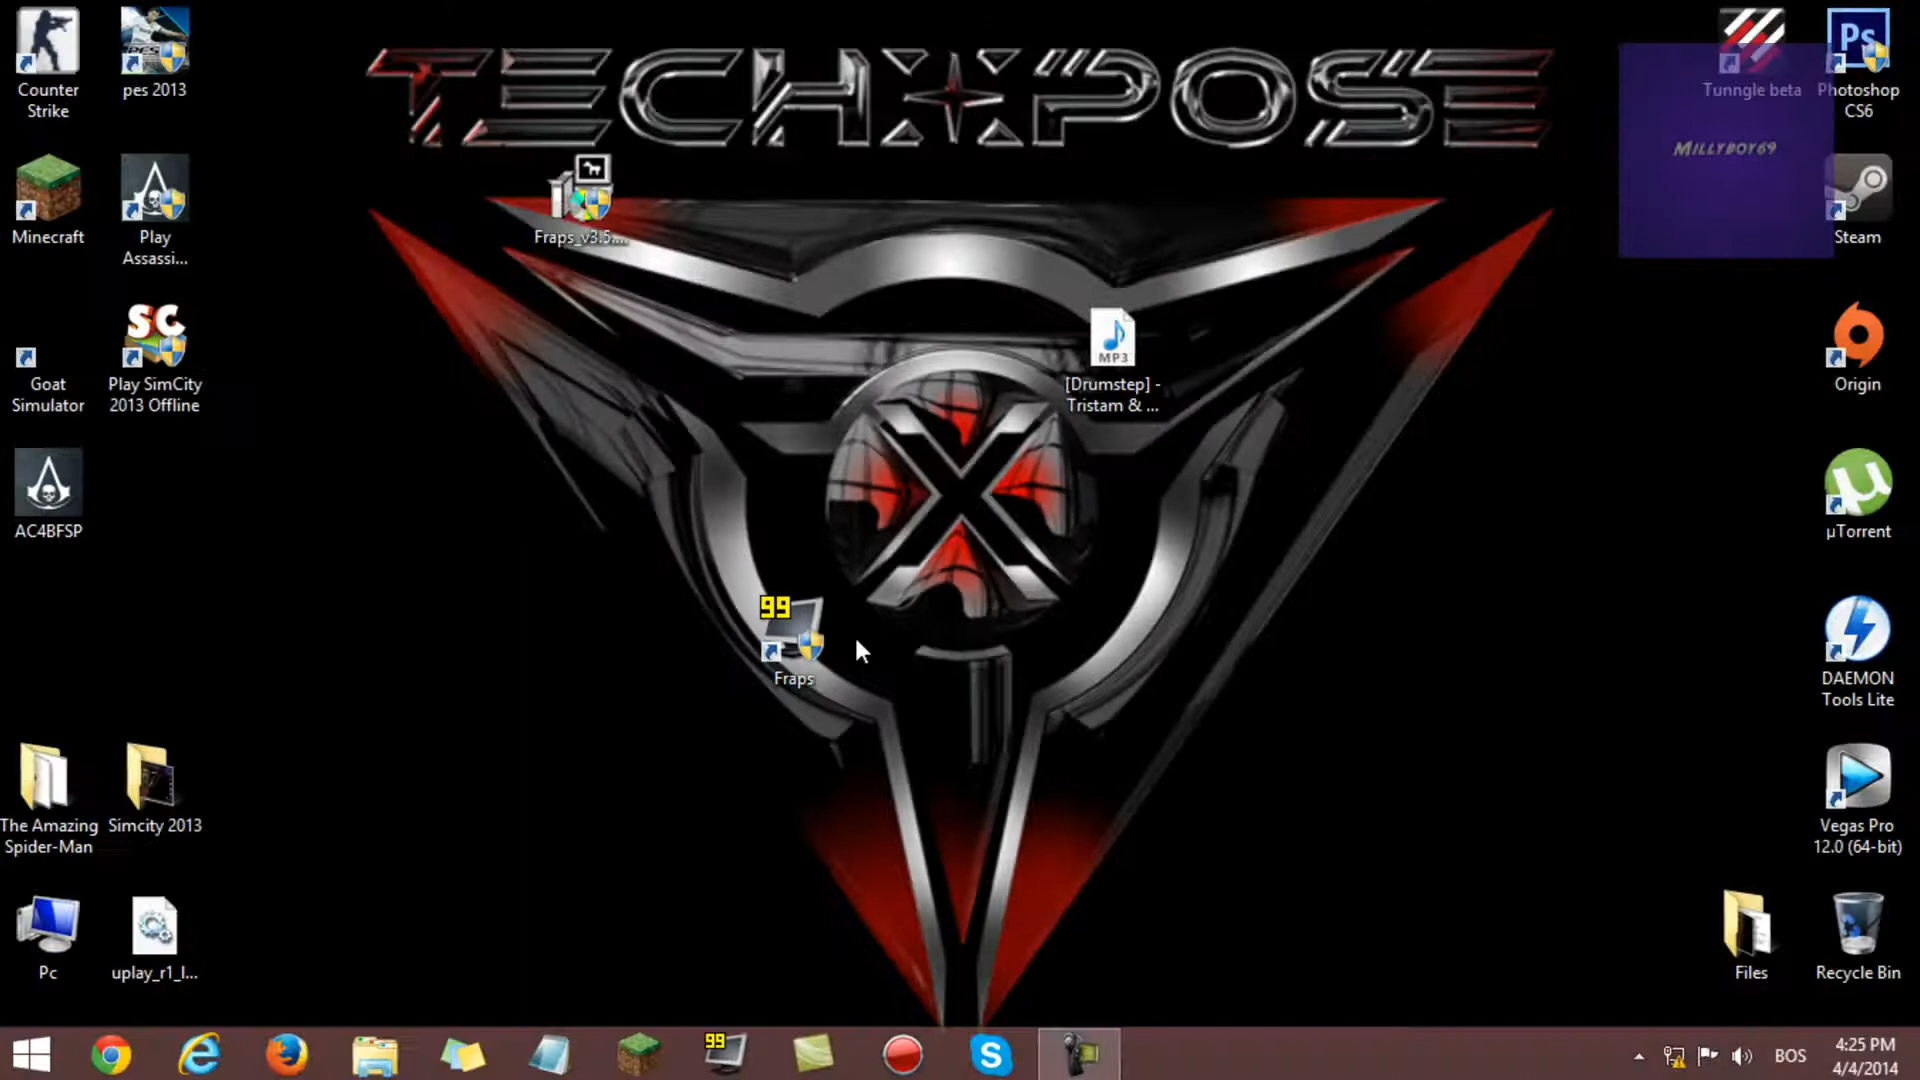 TECHXPOSE
Counter
Strike
pes 2013
Tunngle beta
Ps
Photoshop
CS6
Millyboy69
Minecraft
Play
Assassi...
Fraps_v3.5....
Steam
MP3
[Drumstep] -
Tristam & ...
Goat
Simulator
SC
Play SimCity
2013 Offline
Origin
AC4BFSP
µTorrent
99
Fraps
DAEMON
Tools Lite
The Amazing
Spider-Man
Simcity 2013
Vegas Pro
12.0 (64-bit)
Pc
uplay_r1_l...
Files
Recycle Bin
99
BOS
4:25 PM
4/4/2014